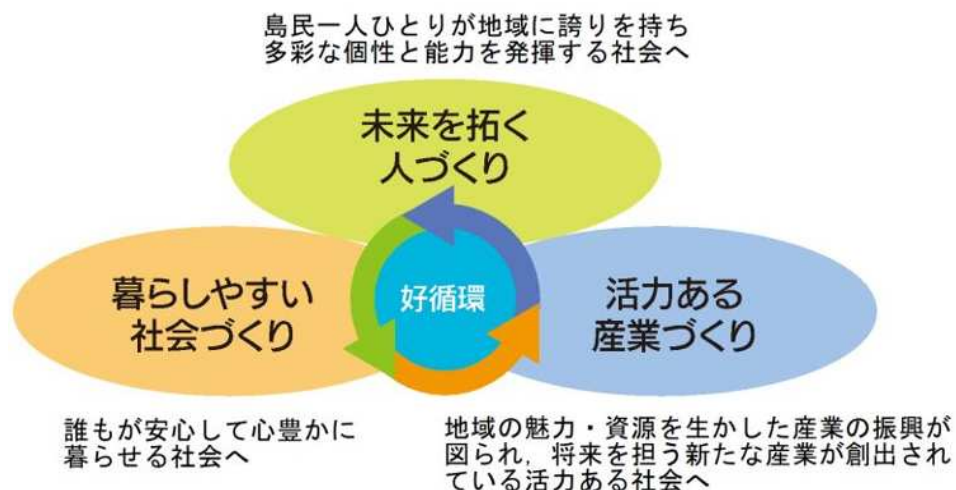 島民一人ひとりが地域に誇りを持ち
多彩な個性と能力を発揮する社会へ
未来を拓く
人づくり
暮らしやすい
社会づくり
好循環
活力ある
産業づくり
誰もが安心して心豊かに
暮らせる社会へ
地域の魅力・資源を生かした産業の振興が
図られ，将来を担う新たな産業が創出され
ている活力ある社会へ